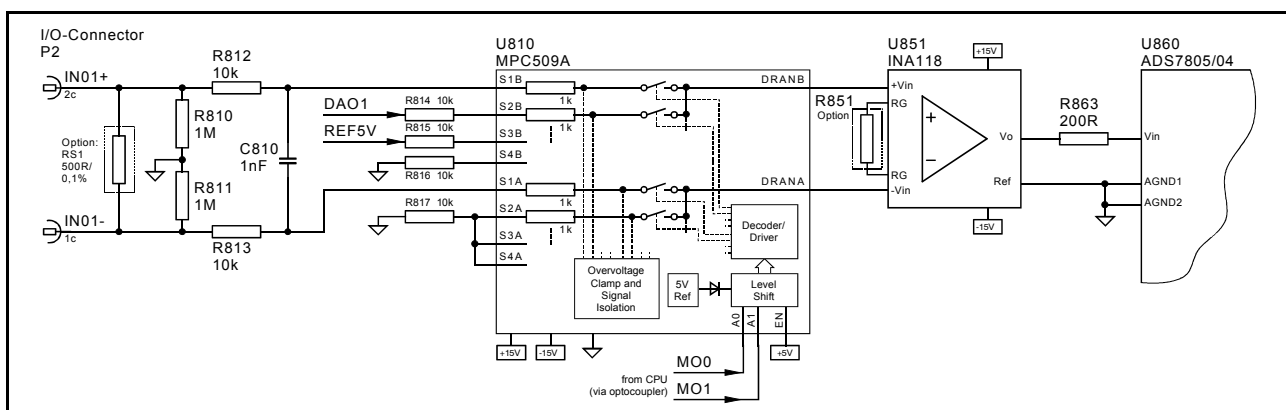 I/O-Connector
P2
IN01+
2c
R812
10k
R810
1M
Option:
RS1
500R/
0,1%
R811
1M
C810
1nF
IN01-
1c
R813
10k
DAO1
REF5V
R814 10k
R815 10k
R816 10k
R817 10k
U810
MPC509A
S1B
1k
S2B
1k
S3B
S4B
S1A
1k
S2A
1k
S3A
S4A
DRANB
DRANA
Decoder/
Driver
Overvoltage
Clamp and
Signal
Isolation
5V
Ref
Level
Shift
A0
A1
EN
+15V
-15V
+5V
MO0
from CPU
(via optocoupler)
MO1
U851
INA118
+15V
+Vin
R851
Option
RG
RG
-Vin
+
−
Vo
Ref
-15V
R863
200R
U860
ADS7805/04
Vin
AGND1
AGND2